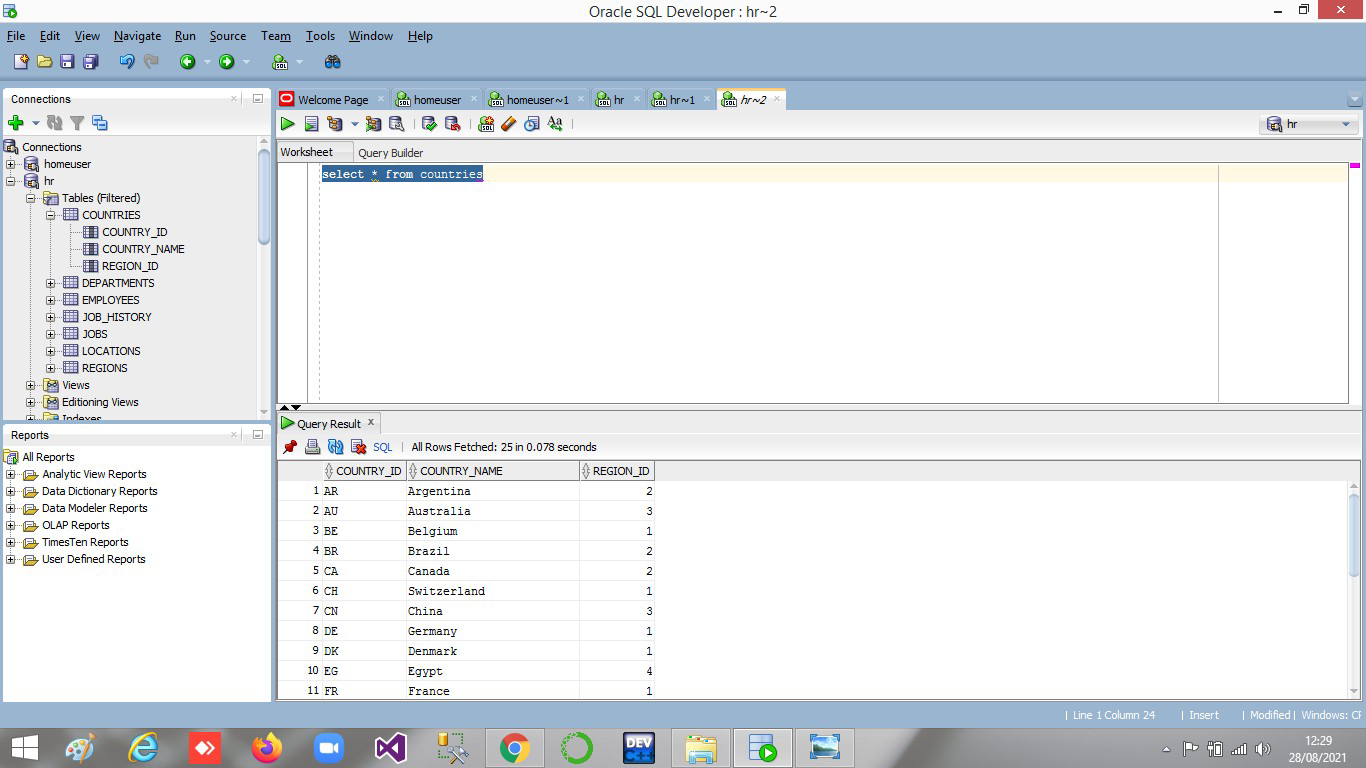 Oracle SQL Developer : hr~2
File Edit View Navigate Run Source Team Tools Window Help
Connections
Connections
homeuser
hr
Tables (Filtered)
COUNTRIES
COUNTRY_ID
COUNTRY_NAME
REGION_ID
DEPARTMENTS
EMPLOYEES
JOB_HISTORY
JOBS
LOCATIONS
REGIONS
Views
Editioning Views
Indexes
Reports
All Reports
Analytic View Reports
Data Dictionary Reports
Data Modeler Reports
OLAP Reports
TimesTen Reports
User Defined Reports
Welcome Page homeuser homeuser~1 hr hr~1 hr~2
hr
Worksheet Query Builder
select * from countries
Query Result
SQL | All Rows Fetched: 25 in 0.078 seconds
COUNTRY_ID COUNTRY_NAME REGION_ID
1 AR Argentina 2
2 AU Australia 3
3 BE Belgium 1
4 BR Brazil 2
5 CA Canada 2
6 CH Switzerland 1
7 CN China 3
8 DE Germany 1
9 DK Denmark 1
10 EG Egypt 4
11 FR France 1
| Line 1 Column 24 | Insert | Modified | Windows: CF
DEV C++
12:29
28/08/2021